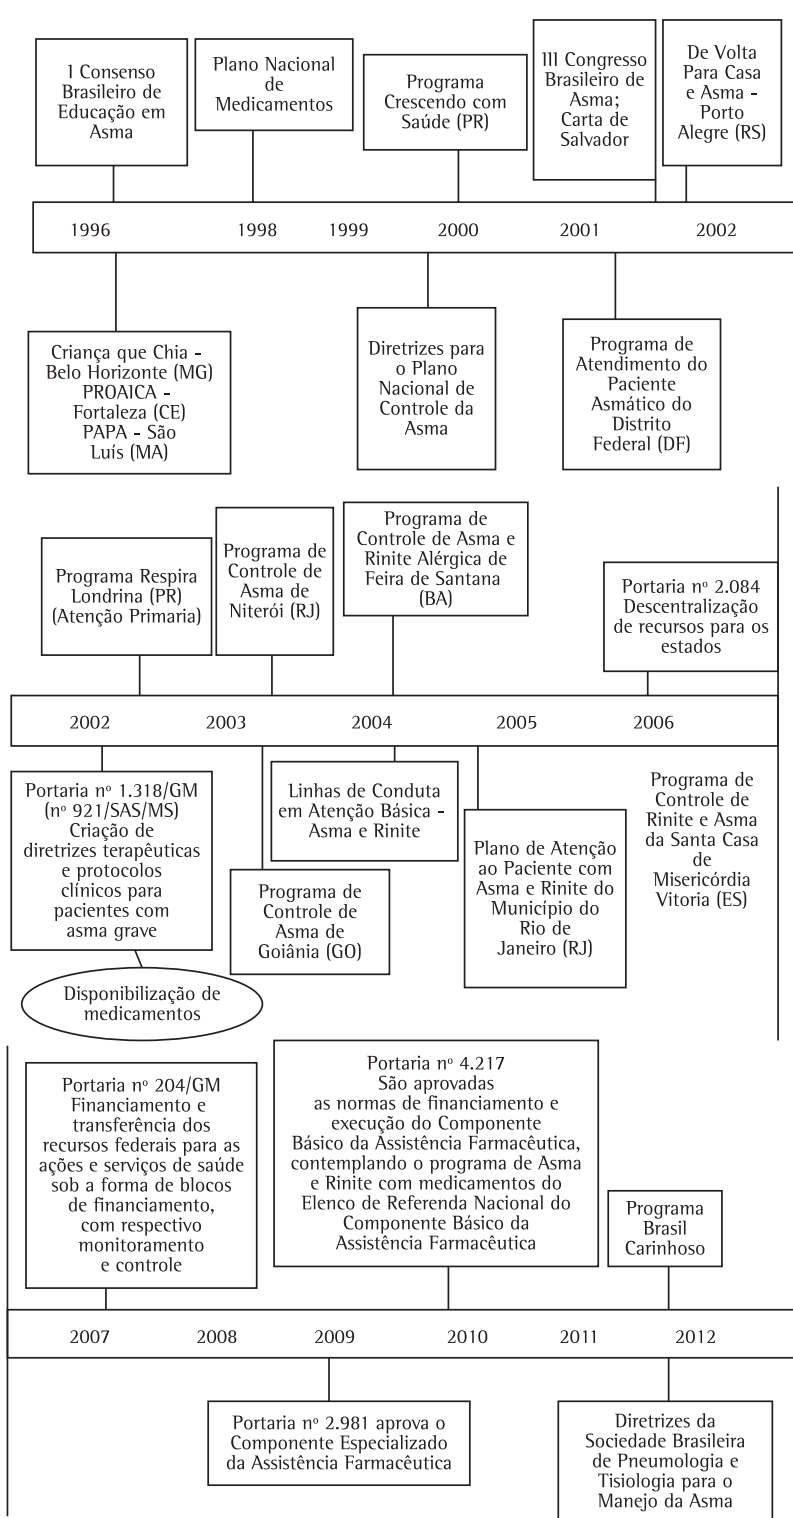 I Consenso
Brasileiro de
Educação em
Asma
Plano Nacional
de
Medicamentos
Programa
Crescendo com
Saúde (PR)
III Congresso
Brasileiro de
Asma;
Carta de
Salvador
De Volta
Para Casa
e Asma -
Porto
Alegre (RS)
1996 1998 1999 2000 2001 2002
Criança que Chia -
Belo Horizonte (MG)
PROAICA -
Fortaleza (CE)
PAPA - São
Luís (MA)
Diretrizes para
o Plano
Nacional de
Controle da
Asma
Programa de
Atendimento do
Paciente
Asmático do
Distrito
Federal (DF)
Programa Respira
Londrina (PR)
(Atenção Primaria)
Programa de
Controle de
Asma de
Niterói (RJ)
Programa de
Controle de Asma e
Rinite Alérgica de
Feira de Santana
(BA)
Portaria nº 2.084
Descentralização
de recursos para os
estados
2002 2003 2004 2005 2006
Portaria nº 1.318/GM
(nº 921/SAS/MS)
Criação de
diretrizes terapêuticas
e protocolos
clínicos para
pacientes com
asma grave
Disponibilização de
medicamentos
Programa de
Controle de
Asma de
Goiânia (GO)
Linhas de Conduta
em Atenção Básica -
Asma e Rinite
Plano de Atenção
ao Paciente com
Asma e Rinite do
Município do
Rio de
Janeiro (RJ)
Programa de
Controle de
Rinite e Asma
da Santa Casa
de
Misericórdia
Vitoria (ES)
Portaria nº 204/GM
Financiamento e
transferência dos
recursos federais para as
ações e serviços de saúde
sob a forma de blocos
de financiamento,
com respectivo
monitoramento
e controle
Portaria nº 4.217
São aprovadas
as normas de financiamento e
execução do Componente
Básico da Assistência Farmacêutica,
contemplando o programa de Asma
e Rinite com medicamentos do
Elenco de Referenda Nacional do
Componente Básico da
Assistência Farmacêutica
Programa
Brasil
Carinhoso
2007 2008 2009 2010 2011 2012
Portaria nº 2.981 aprova o
Componente Especializado
da Assistência Farmacêutica
Diretrizes da
Sociedade Brasileira
de Pneumologia e
Tisiologia para o
Manejo da Asma